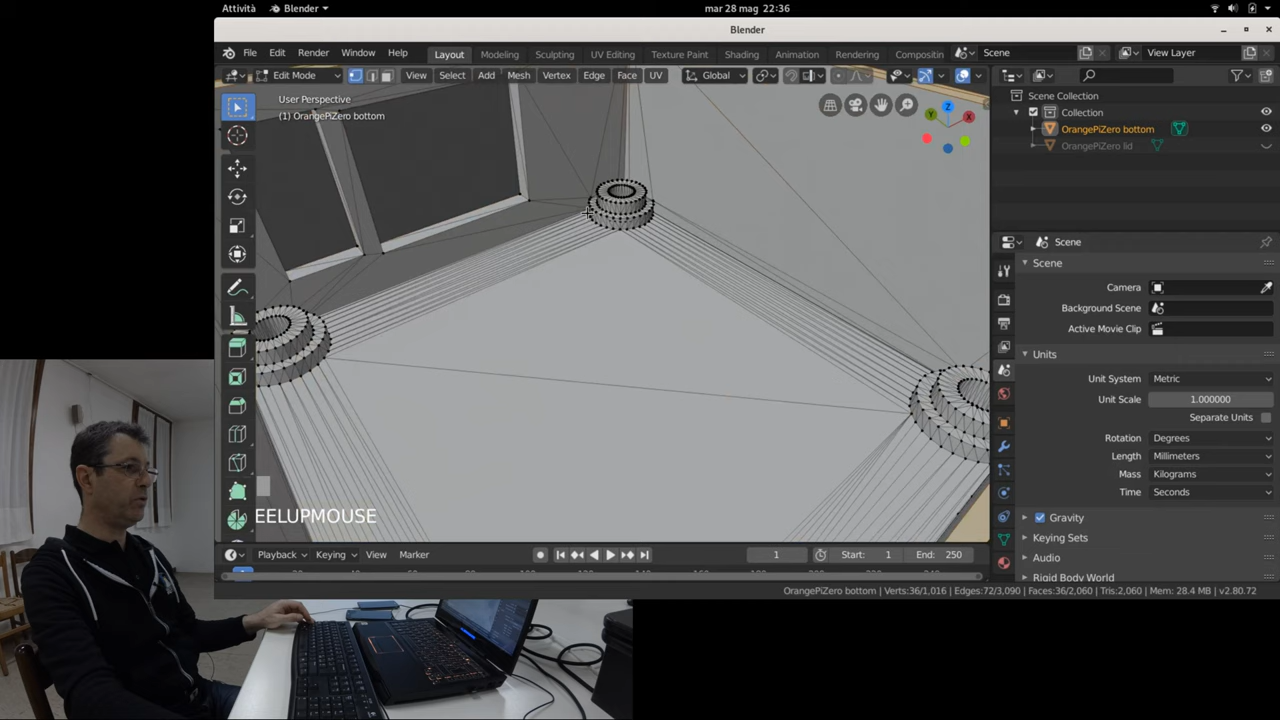 Attività Blender mar 28 mag 22:36
Blender
File Edit Render Window Help Layout Modeling Sculpting UV Editing Texture Paint Shading Animation Rendering Compositin Scene View Layer
Edit Mode View Select Add Mesh Vertex Edge Face UV Global
User Perspective
(1) OrangePiZero bottom
Z
Y
X
Scene Collection
Collection
OrangePiZero bottom
OrangePiZero lid
Scene
Scene
Camera
Background Scene
Active Movie Clip
Units
Unit System Metric
Unit Scale 1.000000
Separate Units
Rotation Degrees
Length Millimeters
Mass Kilograms
Time Seconds
Gravity
Keying Sets
Audio
Rigid Body World
EELUPMOUSE
Playback Keying View Marker 1 Start: 1 End: 250
OrangePiZero bottom | Verts:36/1,016 | Edges:72/3,090 | Faces:36/2,060 | Tris:2,060 | Mem: 28.4 MB | v2.80.72